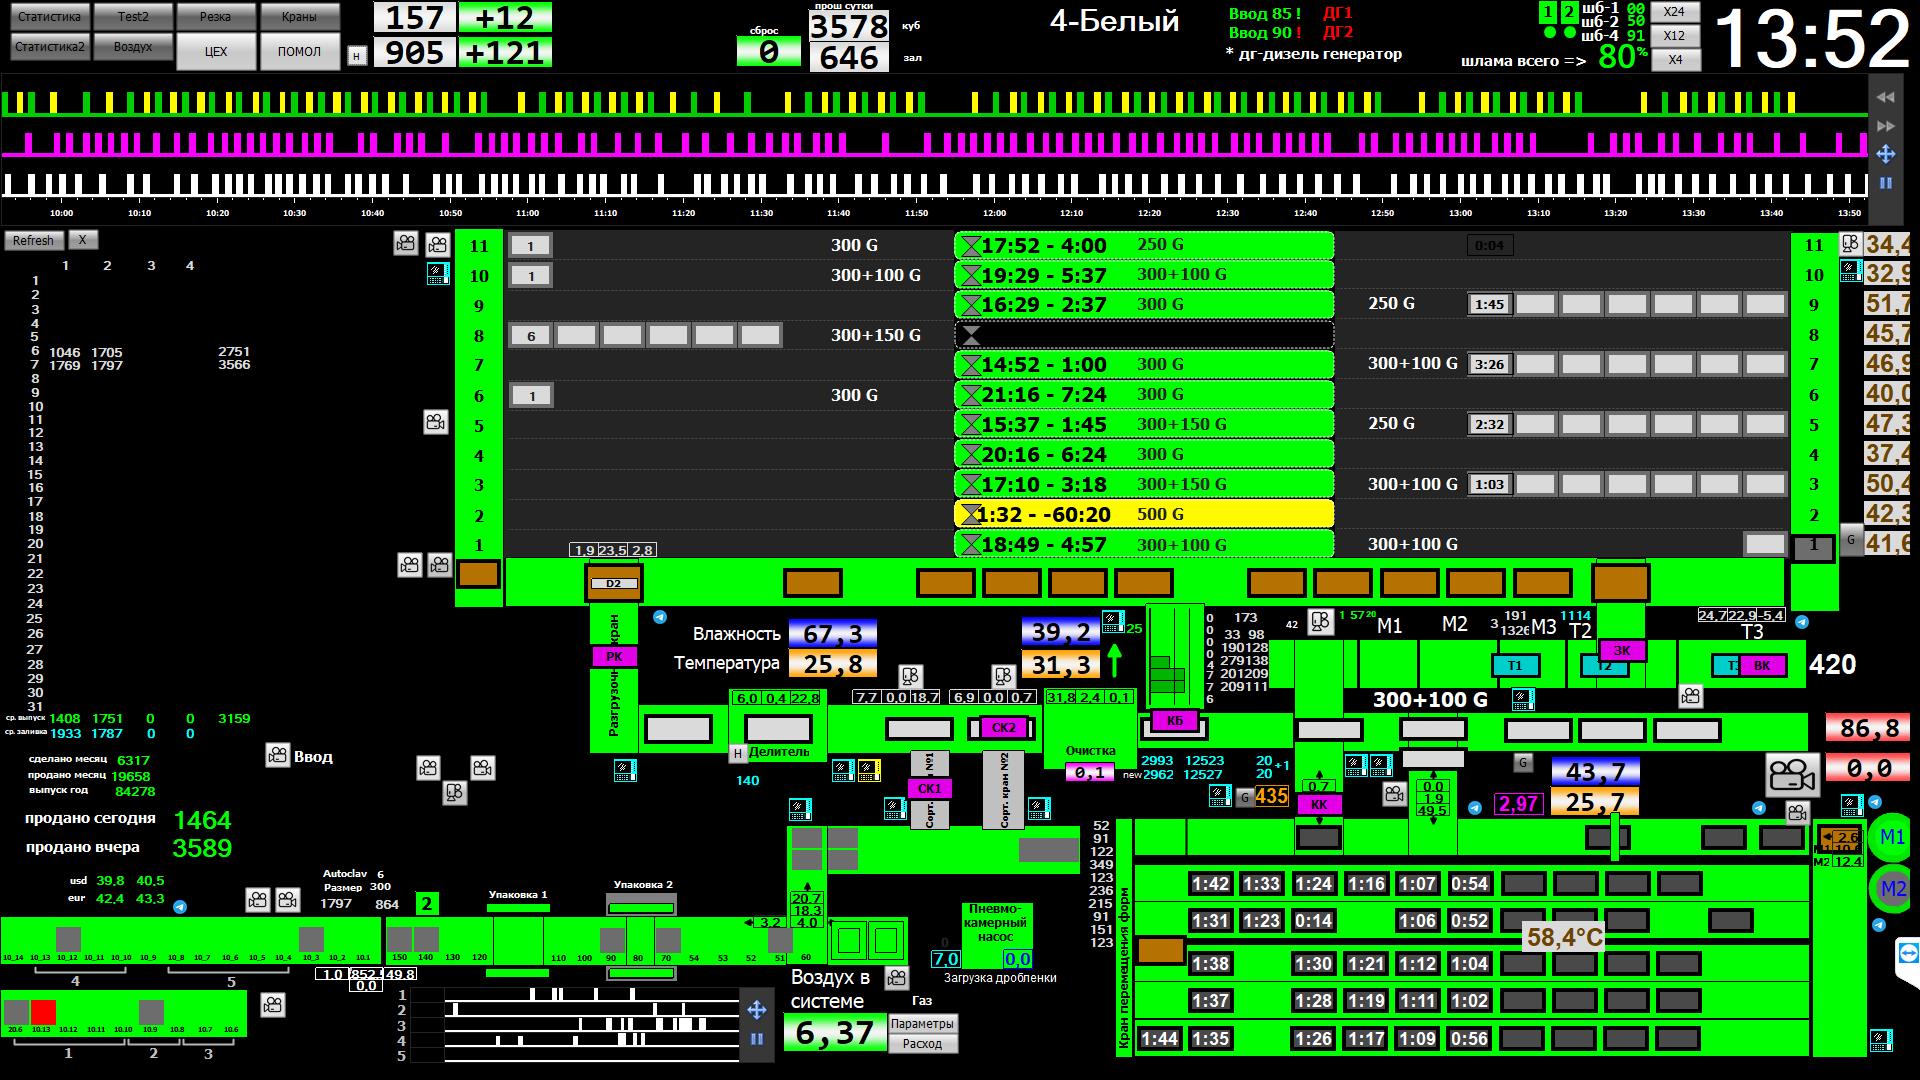 Статистика Test2 Резка Краны
Статистика2 Воздух ЦЕХ ПОМОЛ Н
157 +12
905 +121
сброс
0
прош сутки
3578 куб
646 зал
4-Белый
Ввод 85 ! ДГ1
Ввод 90 ! ДГ2
* дг-дизель генератор
1 2 шб-1 00
шб-2 50
шб-4 91
шлама всего => 80%
X24
X12
X4
13:52
10:00 10:10 10:20 10:30 10:40 10:50 11:00 11:10 11:20 11:30 11:40 11:50 12:00 12:10 12:20 12:30 12:40 12:50 13:00 13:10 13:20 13:30 13:40 13:50
Refresh X
1 2 3 4
1
2
3
4
5
6 1046 1705 2751
7 1769 1797 3566
8
9
10
11
12
13
14
15
16
17
18
19
20
21
22
23
24
25
26
27
28
29
30
31
ср. выпуск 1408 1751 0 0 3159
ср. заливка 1933 1787 0 0
сделано месяц 6317
продано месяц 19658
выпуск год 84278
продано сегодня 1464
продано вчера 3589
usd 39,8 40,5
eur 42,4 43,3
Ввод
11 1 300 G 17:52 - 4:00 250 G 0:04 11 34,4
10 1 300+100 G 19:29 - 5:37 300+100 G 10 32,9
9 16:29 - 2:37 300 G 250 G 1:45 9 51,7
8 6 300+150 G 8 45,7
7 14:52 - 1:00 300 G 300+100 G 3:26 7 46,9
6 1 300 G 21:16 - 7:24 300 G 6 40,0
5 15:37 - 1:45 300+150 G 250 G 2:32 5 47,3
4 20:16 - 6:24 300 G 4 37,4
3 17:10 - 3:18 300+150 G 300+100 G 1:03 3 50,4
2 1:32 - -60:20 500 G 2 42,3
1 1,9 23,5 2,8 18:49 - 4:57 300+100 G 300+100 G 1 G 41,6
D2
РК
Влажность 67,3
Температура 25,8
39,2
31,3
25
0 173
0 33 98
0 190128
0 279138
4 201209
7 209111
7
6
42
1 57 20
M1 M2 3 191 1326 M3 1114 T2
24,7 22,9 -5,4
T3
T1 T2 ЗК ВК
420
300+100 G
6,0 0,4 22,8
7,7 0,0 18,7
6,9 0,0 0,7
31,8 2,4 0,1
СК2
КБ
Н Делитель
140
Очистка
0,1
new
2993 12523 20 +1
2962 12527 20
G 435
0,7
КК
0,0
1,9
49,5
2,97
G
43,7
25,7
86,8
0,0
Сорт. кран №2
СК1
52
91
122
349
123
236
215
91
151
123
Кран перемещения форм
1:42 1:33 1:24 1:16 1:07 0:54
1:31 1:23 0:14 1:06 0:52
58,4°C
1:38 1:30 1:21 1:12 1:04
1:37 1:28 1:19 1:11 1:02
1:44 1:35 1:26 1:17 1:09 0:56
2,6
M2 12,4
M1
M2
Autoclav 6
Размер 300
1797 864
2
Упаковка 1
Упаковка 2
20,7
18,3
3,2 4,0
10_14 10_13 10_12 10_11 10_10 10_9 10_8 10_7 10_6 10_5 10_4 10_3 10_2 10.1 150 140 130 120 110 100 90 80 70 54 53 52 51 60
4 5
1,0 852,1 49,8
0,0
20.6 10.13 10.12 10.11 10.10 10.9 10.8 10.7 10.6
1 2 3
1
2
3
4
5
Пневмо-
камерный
насос
0
7,0 0,0
Загрузка дробленки
Воздух в
системе
6,37
Газ
Параметры
Расход